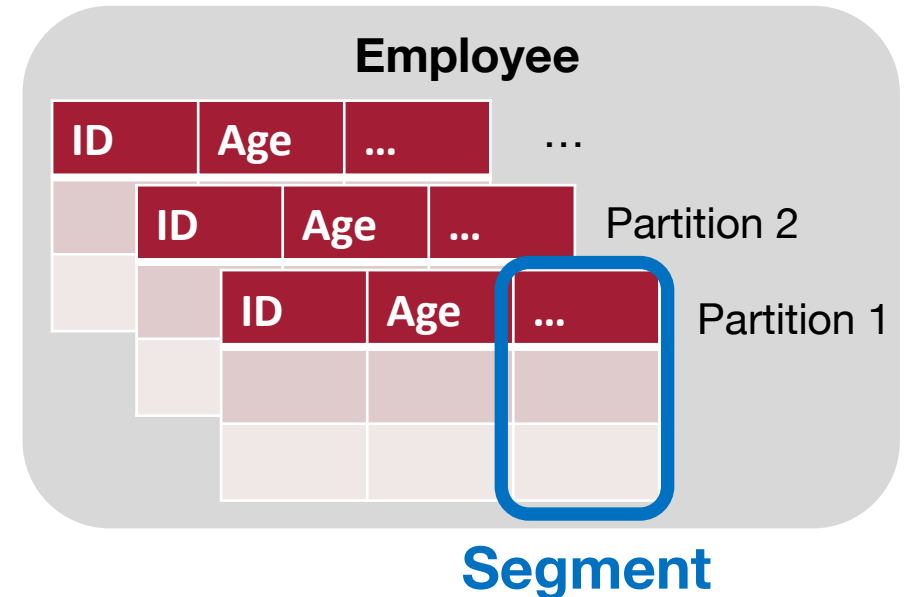 Employee
ID Age ... ...
ID Age ... Partition 2
ID Age ... Partition 1
Segment